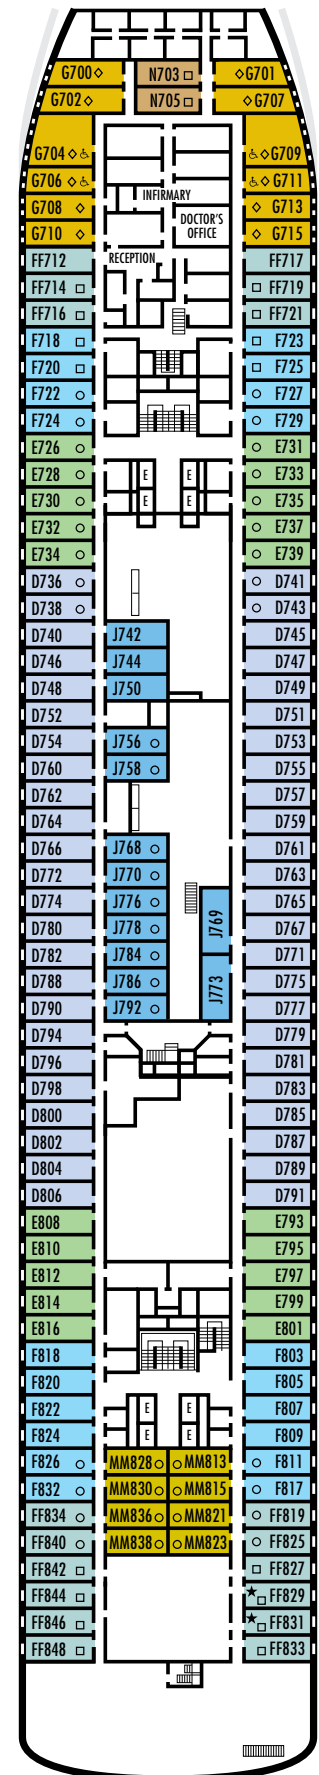 G700 N703 G701
G702 N705 G707
G704 G709
G706 G711
G708 INFIRMARY G713
DOCTOR'S
G710 OFFICE G715
FF712 RECEPTION FF717
FF714 FF719
FF716 FF721
F718 F723
F720 F725
F722 F727
F724 F729
E726 E731
E728 E E E733
E730 E E E735
E732 E737
E734 E739
D736 D741
D738 D743
D740 J742 D745
D746 J744 D747
D748 J750 D749
D752 D751
D754 J756 D753
D760 J758 D755
D762 D757
D764 D759
D766 J768 D761
D772 J770 D763
D774 J776 J769 D765
D780 J778 D767
D782 J784 D771
D788 J786 J773 D775
D790 J792 D777
D794 D779
D796 D781
D798 D783
D800 D785
D802 D787
D804 D789
D806 D791
E808 E793
E810 E795
E812 E797
E814 E799
E816 E801
F818 F803
F820 F805
F822 E E F807
F824 E E F809
F826 MM828 MM813 F811
F832 MM830 MM815 F817
FF834 MM836 MM821 FF819
FF840 MM838 MM823 FF825
FF842 FF827
FF844 FF829
FF846 FF831
FF848 FF833